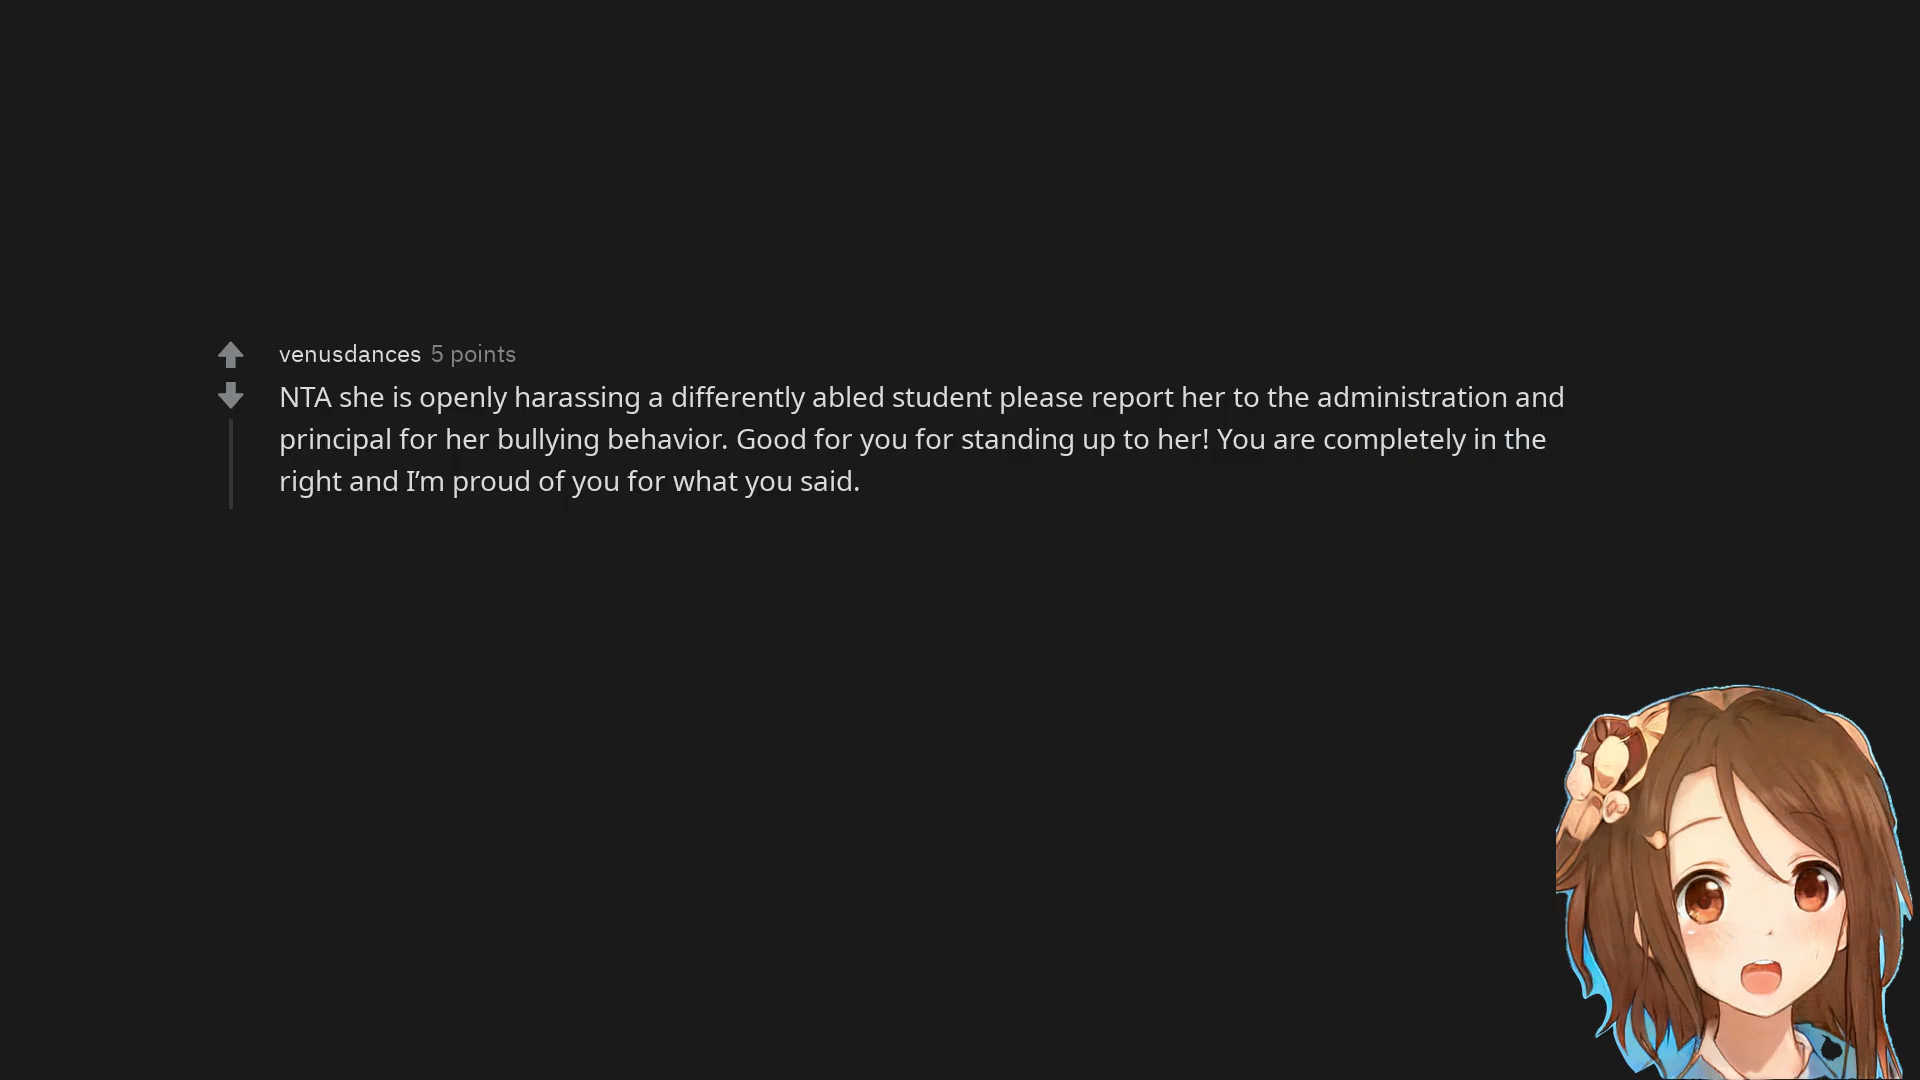 venusdances 5 points
NTA she is openly harassing a differently abled student please report her to the administration and
principal for her bullying behavior. Good for you for standing up to her! You are completely in the
right and I’m proud of you for what you said.